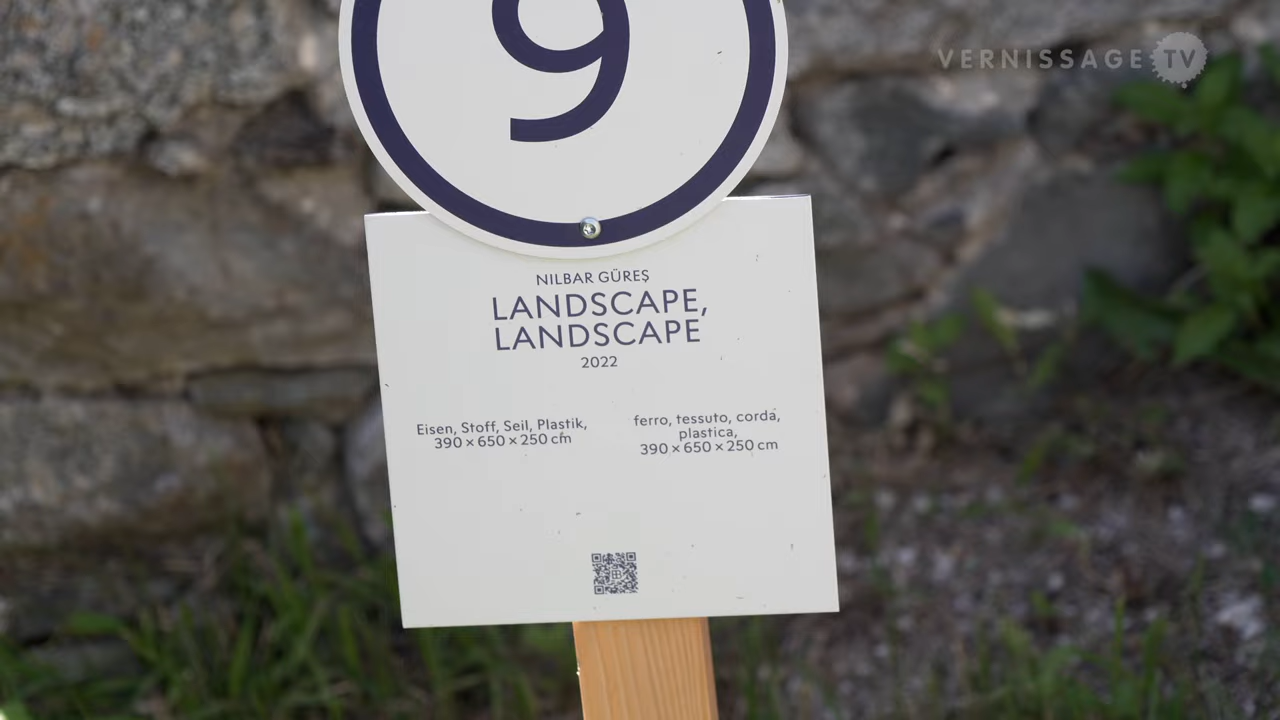 VERNISSAGE TV
9
NILBAR GÜREŞ
LANDSCAPE,
LANDSCAPE
2022
Eisen, Stoff, Seil, Plastik,
390 × 650 × 250 cm
ferro, tessuto, corda,
plastica,
390 × 650 × 250 cm